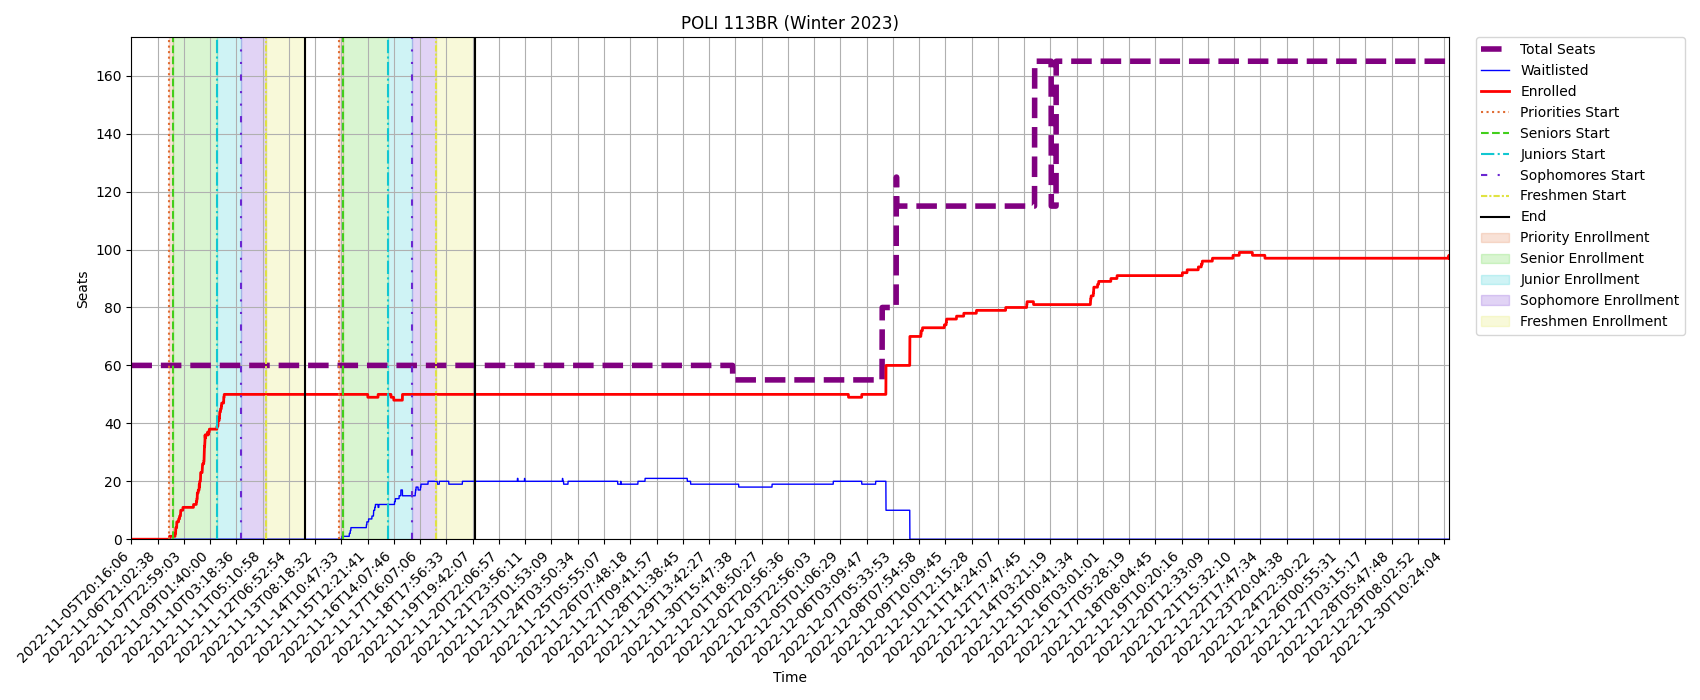 POLI 113BR (Winter 2023)
Seats
160
140
120
100
80
60
40
20
0
2022-11-05T20:16:06
2022-11-06T21:02:38
2022-11-07T22:59:03
2022-11-09T01:40:00
2022-11-10T03:18:36
2022-11-11T05:10:58
2022-11-12T06:52:54
2022-11-13T08:18:32
2022-11-14T10:47:33
2022-11-15T12:21:41
2022-11-16T14:07:46
2022-11-17T16:07:06
2022-11-18T17:56:33
2022-11-19T19:42:07
2022-11-20T22:06:57
2022-11-21T23:56:11
2022-11-23T01:53:09
2022-11-24T03:50:34
2022-11-25T05:55:07
2022-11-26T07:48:18
2022-11-27T09:41:57
2022-11-28T11:38:45
2022-11-29T13:42:27
2022-11-30T15:47:38
2022-12-01T18:50:27
2022-12-02T20:56:36
2022-12-03T22:56:03
2022-12-05T01:06:29
2022-12-06T03:09:47
2022-12-07T05:33:53
2022-12-08T07:54:58
2022-12-09T10:09:45
2022-12-10T12:15:28
2022-12-11T14:24:07
2022-12-12T17:47:45
2022-12-14T03:21:19
2022-12-15T00:41:34
2022-12-16T03:01:01
2022-12-17T05:28:19
2022-12-18T08:04:45
2022-12-19T10:20:16
2022-12-20T12:33:09
2022-12-21T15:32:10
2022-12-22T17:47:34
2022-12-23T20:04:38
2022-12-24T22:30:22
2022-12-26T00:55:31
2022-12-27T03:15:17
2022-12-28T05:47:48
2022-12-29T08:02:52
2022-12-30T10:24:04
Time
Total Seats
Waitlisted
Enrolled
Priorities Start
Seniors Start
Juniors Start
Sophomores Start
Freshmen Start
End
Priority Enrollment
Senior Enrollment
Junior Enrollment
Sophomore Enrollment
Freshmen Enrollment